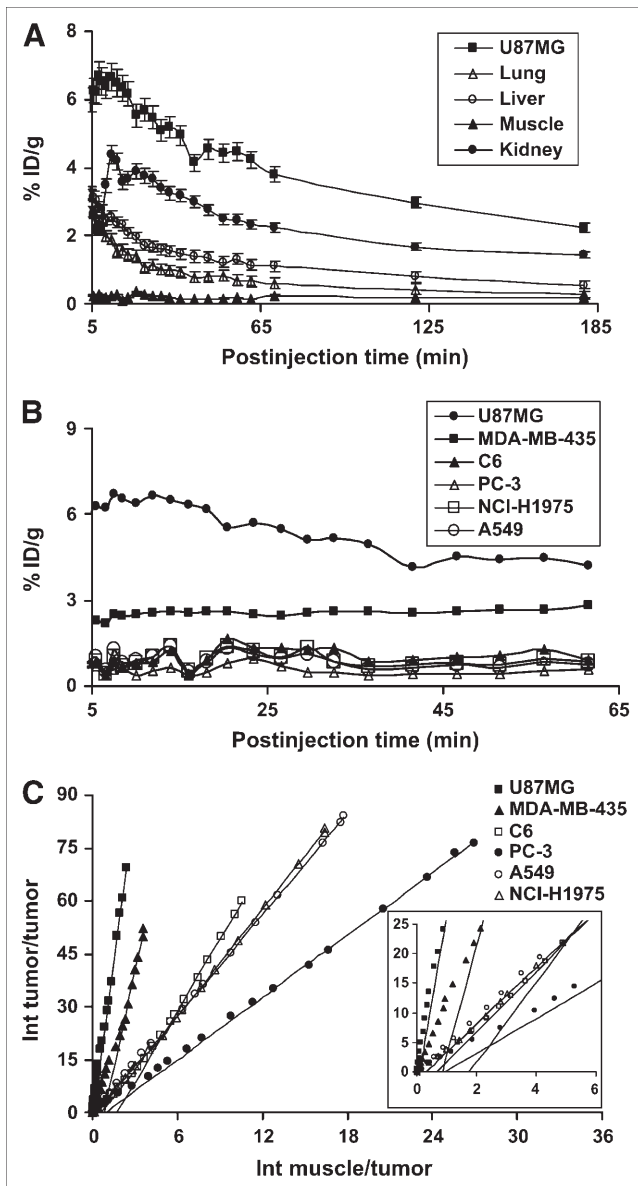 A
8
6
4
2
0
% ID/g
5
65
125
185
Postinjection time (min)
U87MG
Lung
Liver
Muscle
Kidney
B
9
6
3
0
% ID/g
5
25
45
65
Postinjection time (min)
U87MG
MDA-MB-435
C6
PC-3
NCI-H1975
A549
C
90
75
60
45
30
15
0
Int tumor/tumor
0
6
12
18
24
30
36
Int muscle/tumor
U87MG
MDA-MB-435
C6
PC-3
A549
NCI-H1975
25
20
15
10
5
0
0
2
4
6